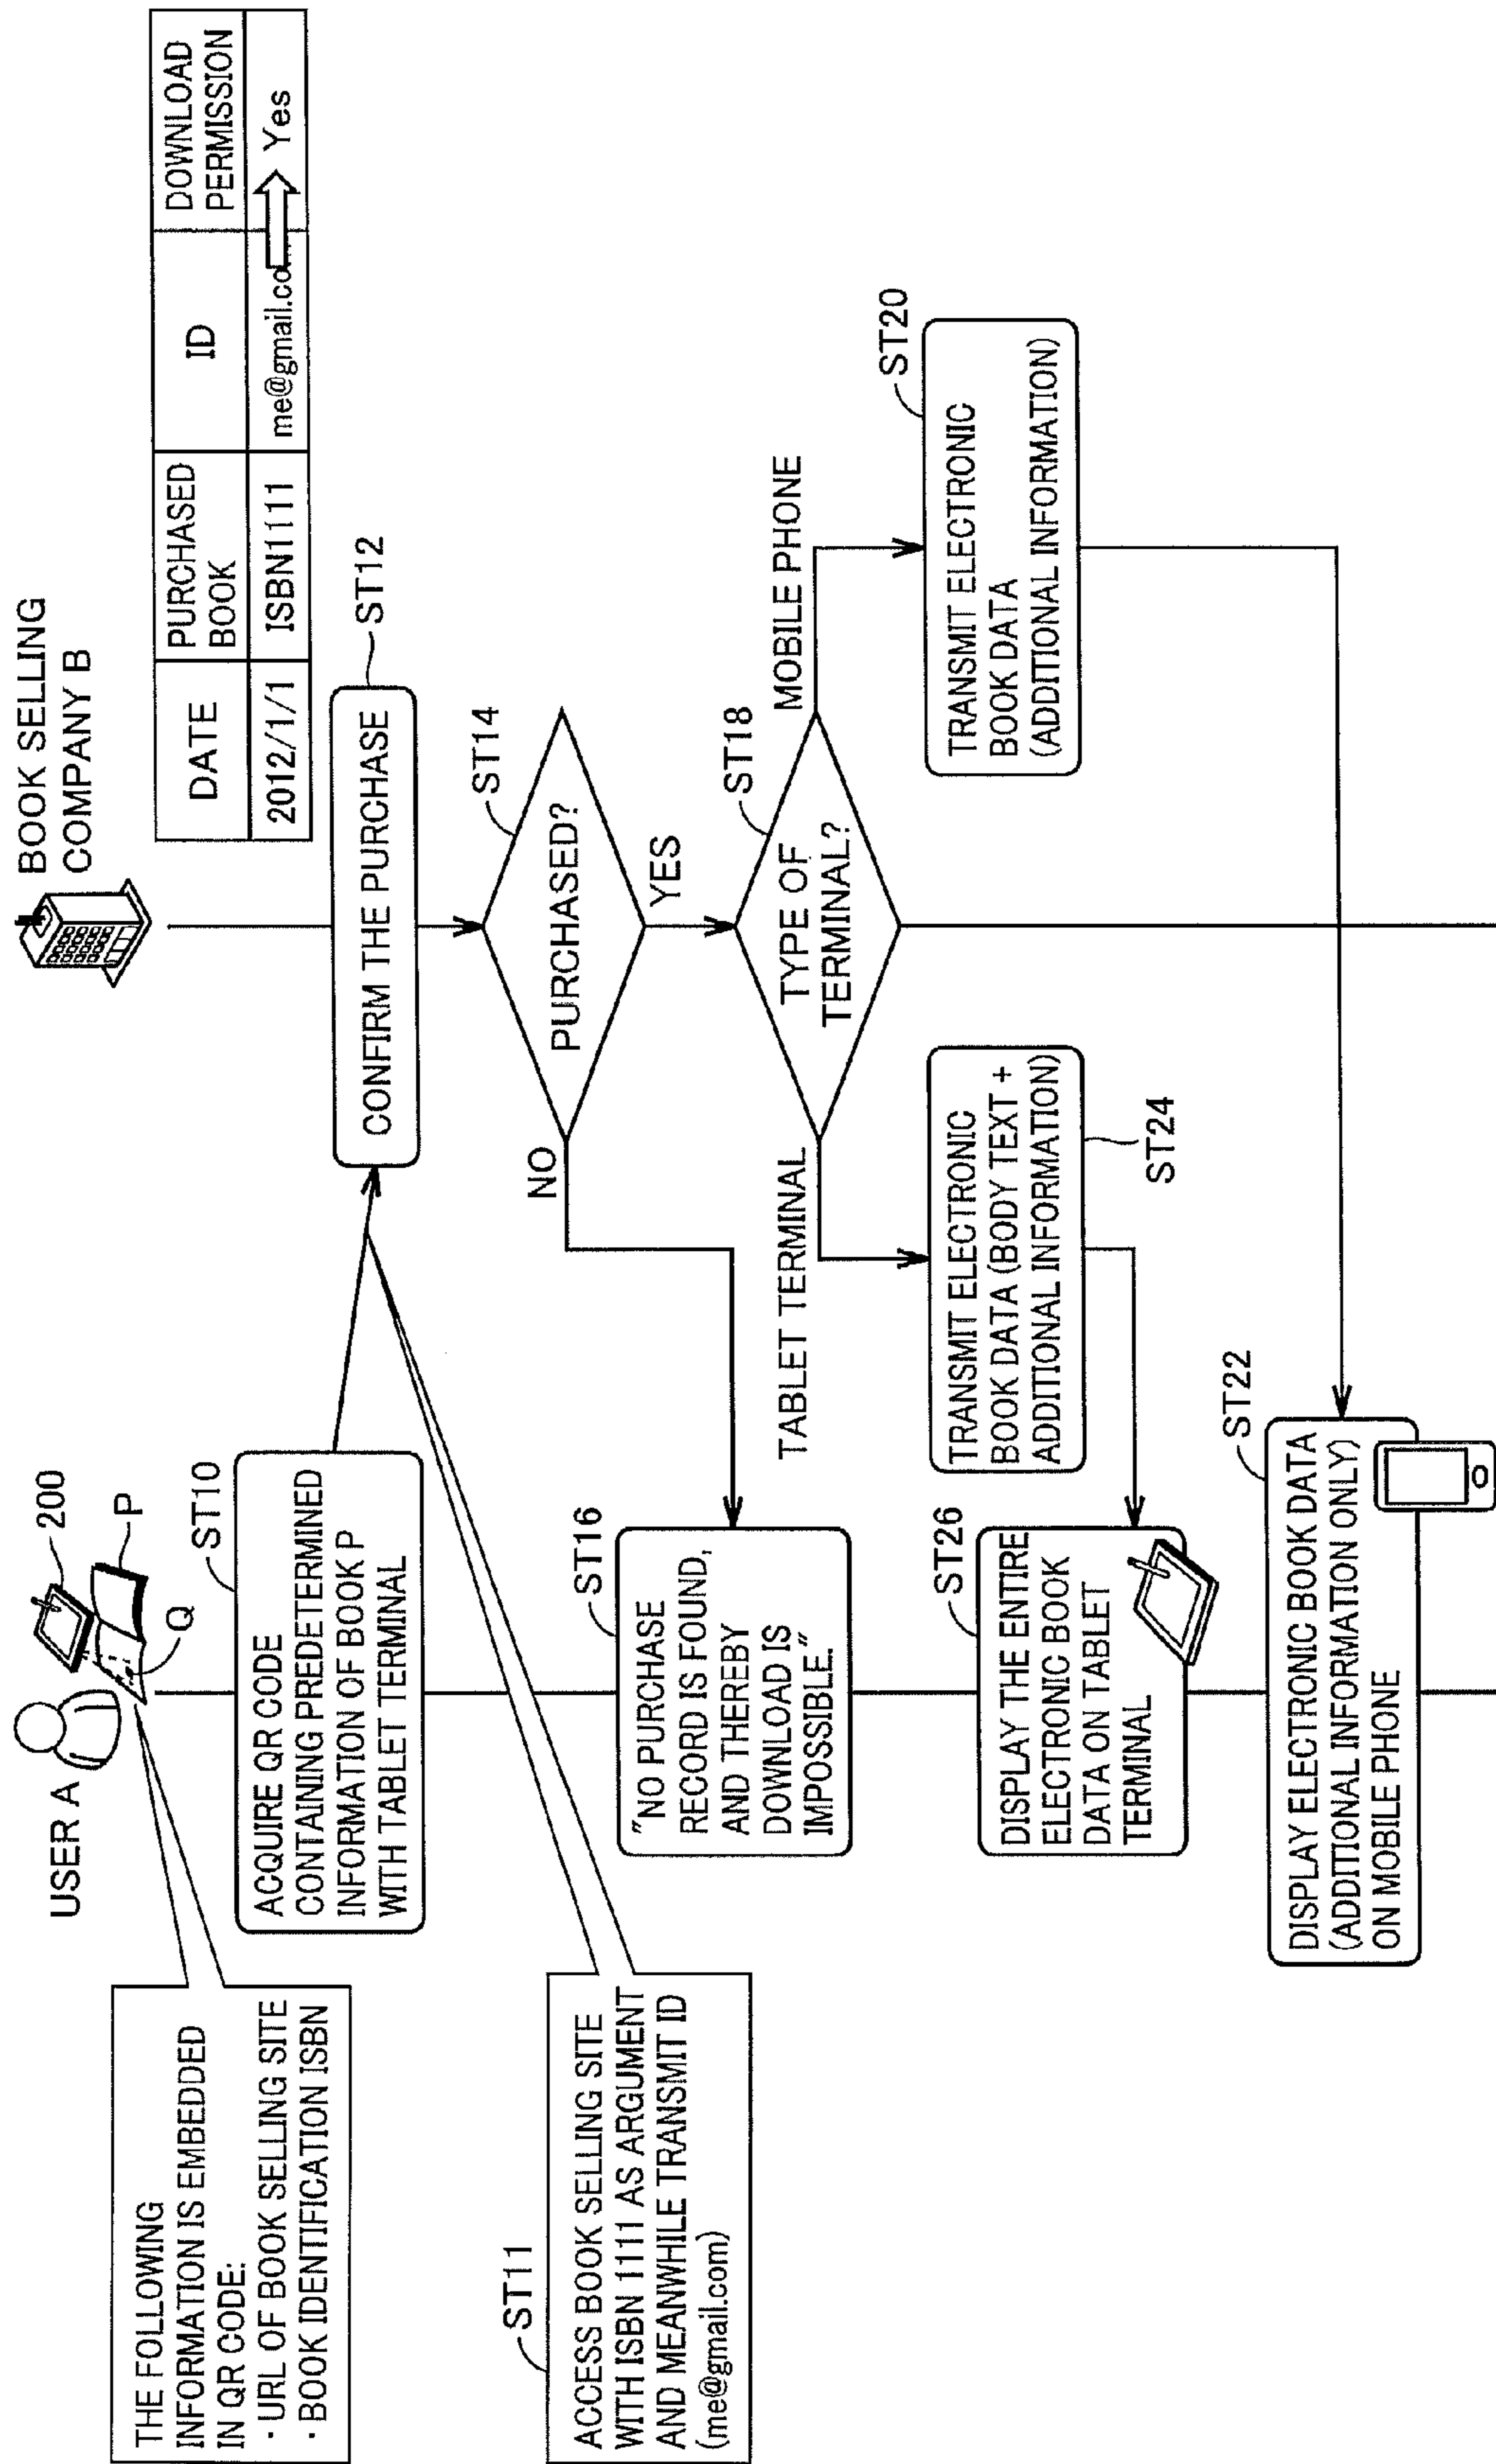 USER A
200
P
Q
BOOK SELLING
COMPANY B
DATE
PURCHASED
BOOK
ID
DOWNLOAD
PERMISSION
2012/1/1
ISBN1111
me@gmail.co
Yes
THE FOLLOWING
INFORMATION IS EMBEDDED
IN QR CODE:
· URL OF BOOK SELLING SITE
· BOOK IDENTIFICATION ISBN
ST10
ACQUIRE QR CODE
CONTAINING PREDETERMINED
INFORMATION OF BOOK P
WITH TABLET TERMINAL
ST11
ACCESS BOOK SELLING SITE
WITH ISBN 1111 AS ARGUMENT
AND MEANWHILE TRANSMIT ID
(me@gmail.com)
ST12
CONFIRM THE PURCHASE
ST14
PURCHASED?
NO
YES
ST16
"NO PURCHASE
RECORD IS FOUND,
AND THEREBY
DOWNLOAD IS
IMPOSSIBLE."
ST18
TYPE OF
TERMINAL?
TABLET TERMINAL
MOBILE PHONE
ST20
TRANSMIT ELECTRONIC
BOOK DATA
(ADDITIONAL INFORMATION)
TRANSMIT ELECTRONIC
BOOK DATA (BODY TEXT +
ADDITIONAL INFORMATION)
ST24
ST26
DISPLAY THE ENTIRE
ELECTRONIC BOOK
DATA ON TABLET
TERMINAL
ST22
DISPLAY ELECTRONIC BOOK DATA
(ADDITIONAL INFORMATION ONLY)
ON MOBILE PHONE